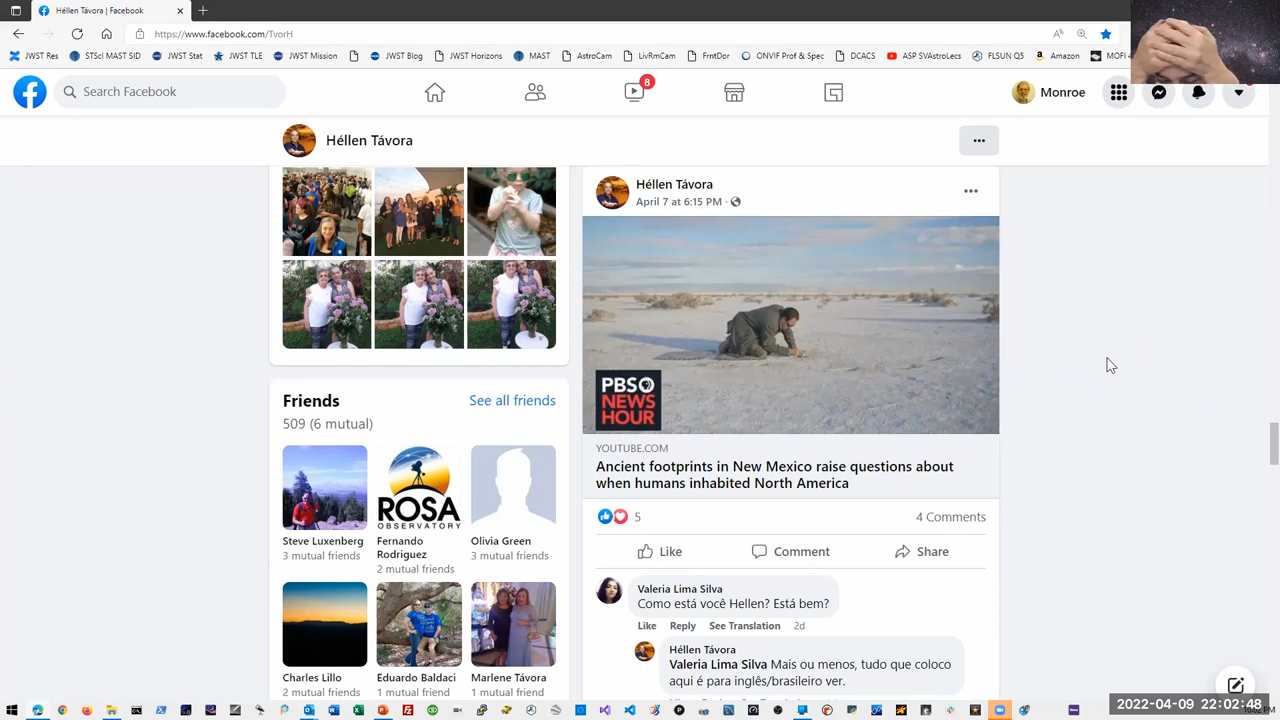 Héllen Távora | Facebook
https://www.facebook.com/TvorH
JWST Res
STScI MAST SID
JWST Stat
JWST TLE
JWST Mission
JWST Blog
JWST Horizons
MAST
AstroCam
LivRmCam
FrntDor
ONVIF Prof & Spec
DCACS
ASP SVAstroLecs
FLSUN Q5
Amazon
Search Facebook
8
Monroe
Héllen Távora
Héllen Távora
April 7 at 6:15 PM ·
PBS
NEWS
HOUR
YOUTUBE.COM
Ancient footprints in New Mexico raise questions about
when humans inhabited North America
5
4 Comments
Like
Comment
Share
Valeria Lima Silva
Como está você Hellen? Está bem?
Like Reply See Translation 2d
Héllen Távora
Valeria Lima Silva Mais ou menos, tudo que coloco
aqui é para inglês/brasileiro ver.
Friends
See all friends
509 (6 mutual)
ROSA
OBSERVATORY
Steve Luxenberg
3 mutual friends
Fernando
Rodriguez
2 mutual friends
Olivia Green
3 mutual friends
Charles Lillo
2 mutual friends
Eduardo Baldaci
1 mutual friend
Marlene Távora
1 mutual friend
2022-04-09 22:02:48